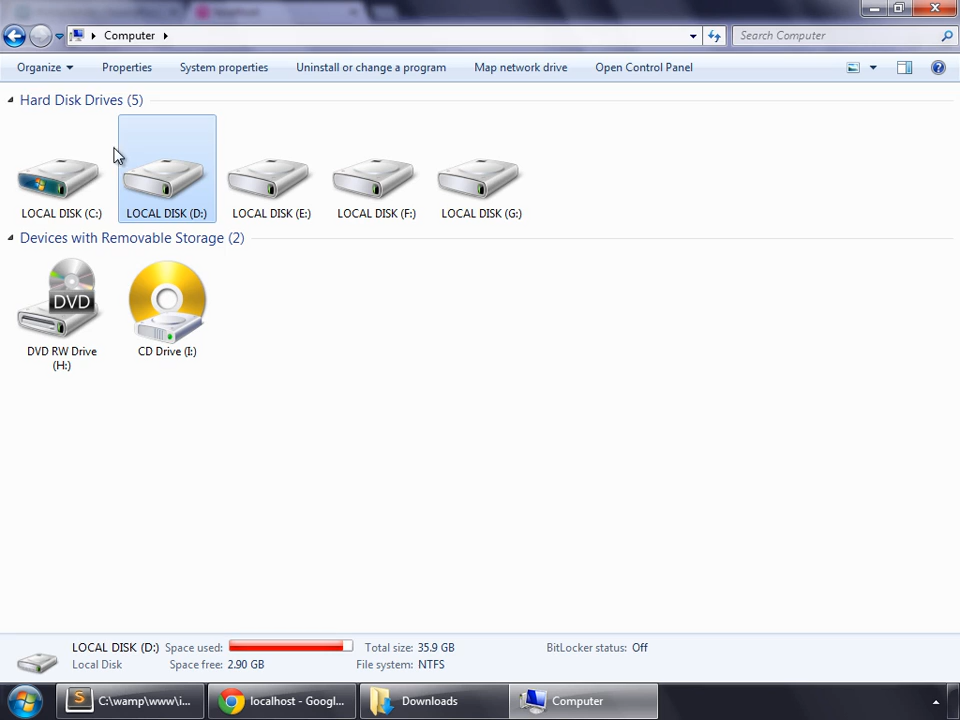 Computer
Search Computer
Organize Properties System properties Uninstall or change a program Map network drive Open Control Panel
Hard Disk Drives (5)
LOCAL DISK (C:) LOCAL DISK (D:) LOCAL DISK (E:) LOCAL DISK (F:) LOCAL DISK (G:)
Devices with Removable Storage (2)
DVD
DVD RW Drive (H:)
CD Drive (I:)
LOCAL DISK (D:) Space used: Total size: 35.9 GB BitLocker status: Off
Local Disk Space free: 2.90 GB File system: NTFS
C:\wamp\www\i... localhost - Googl... Downloads Computer